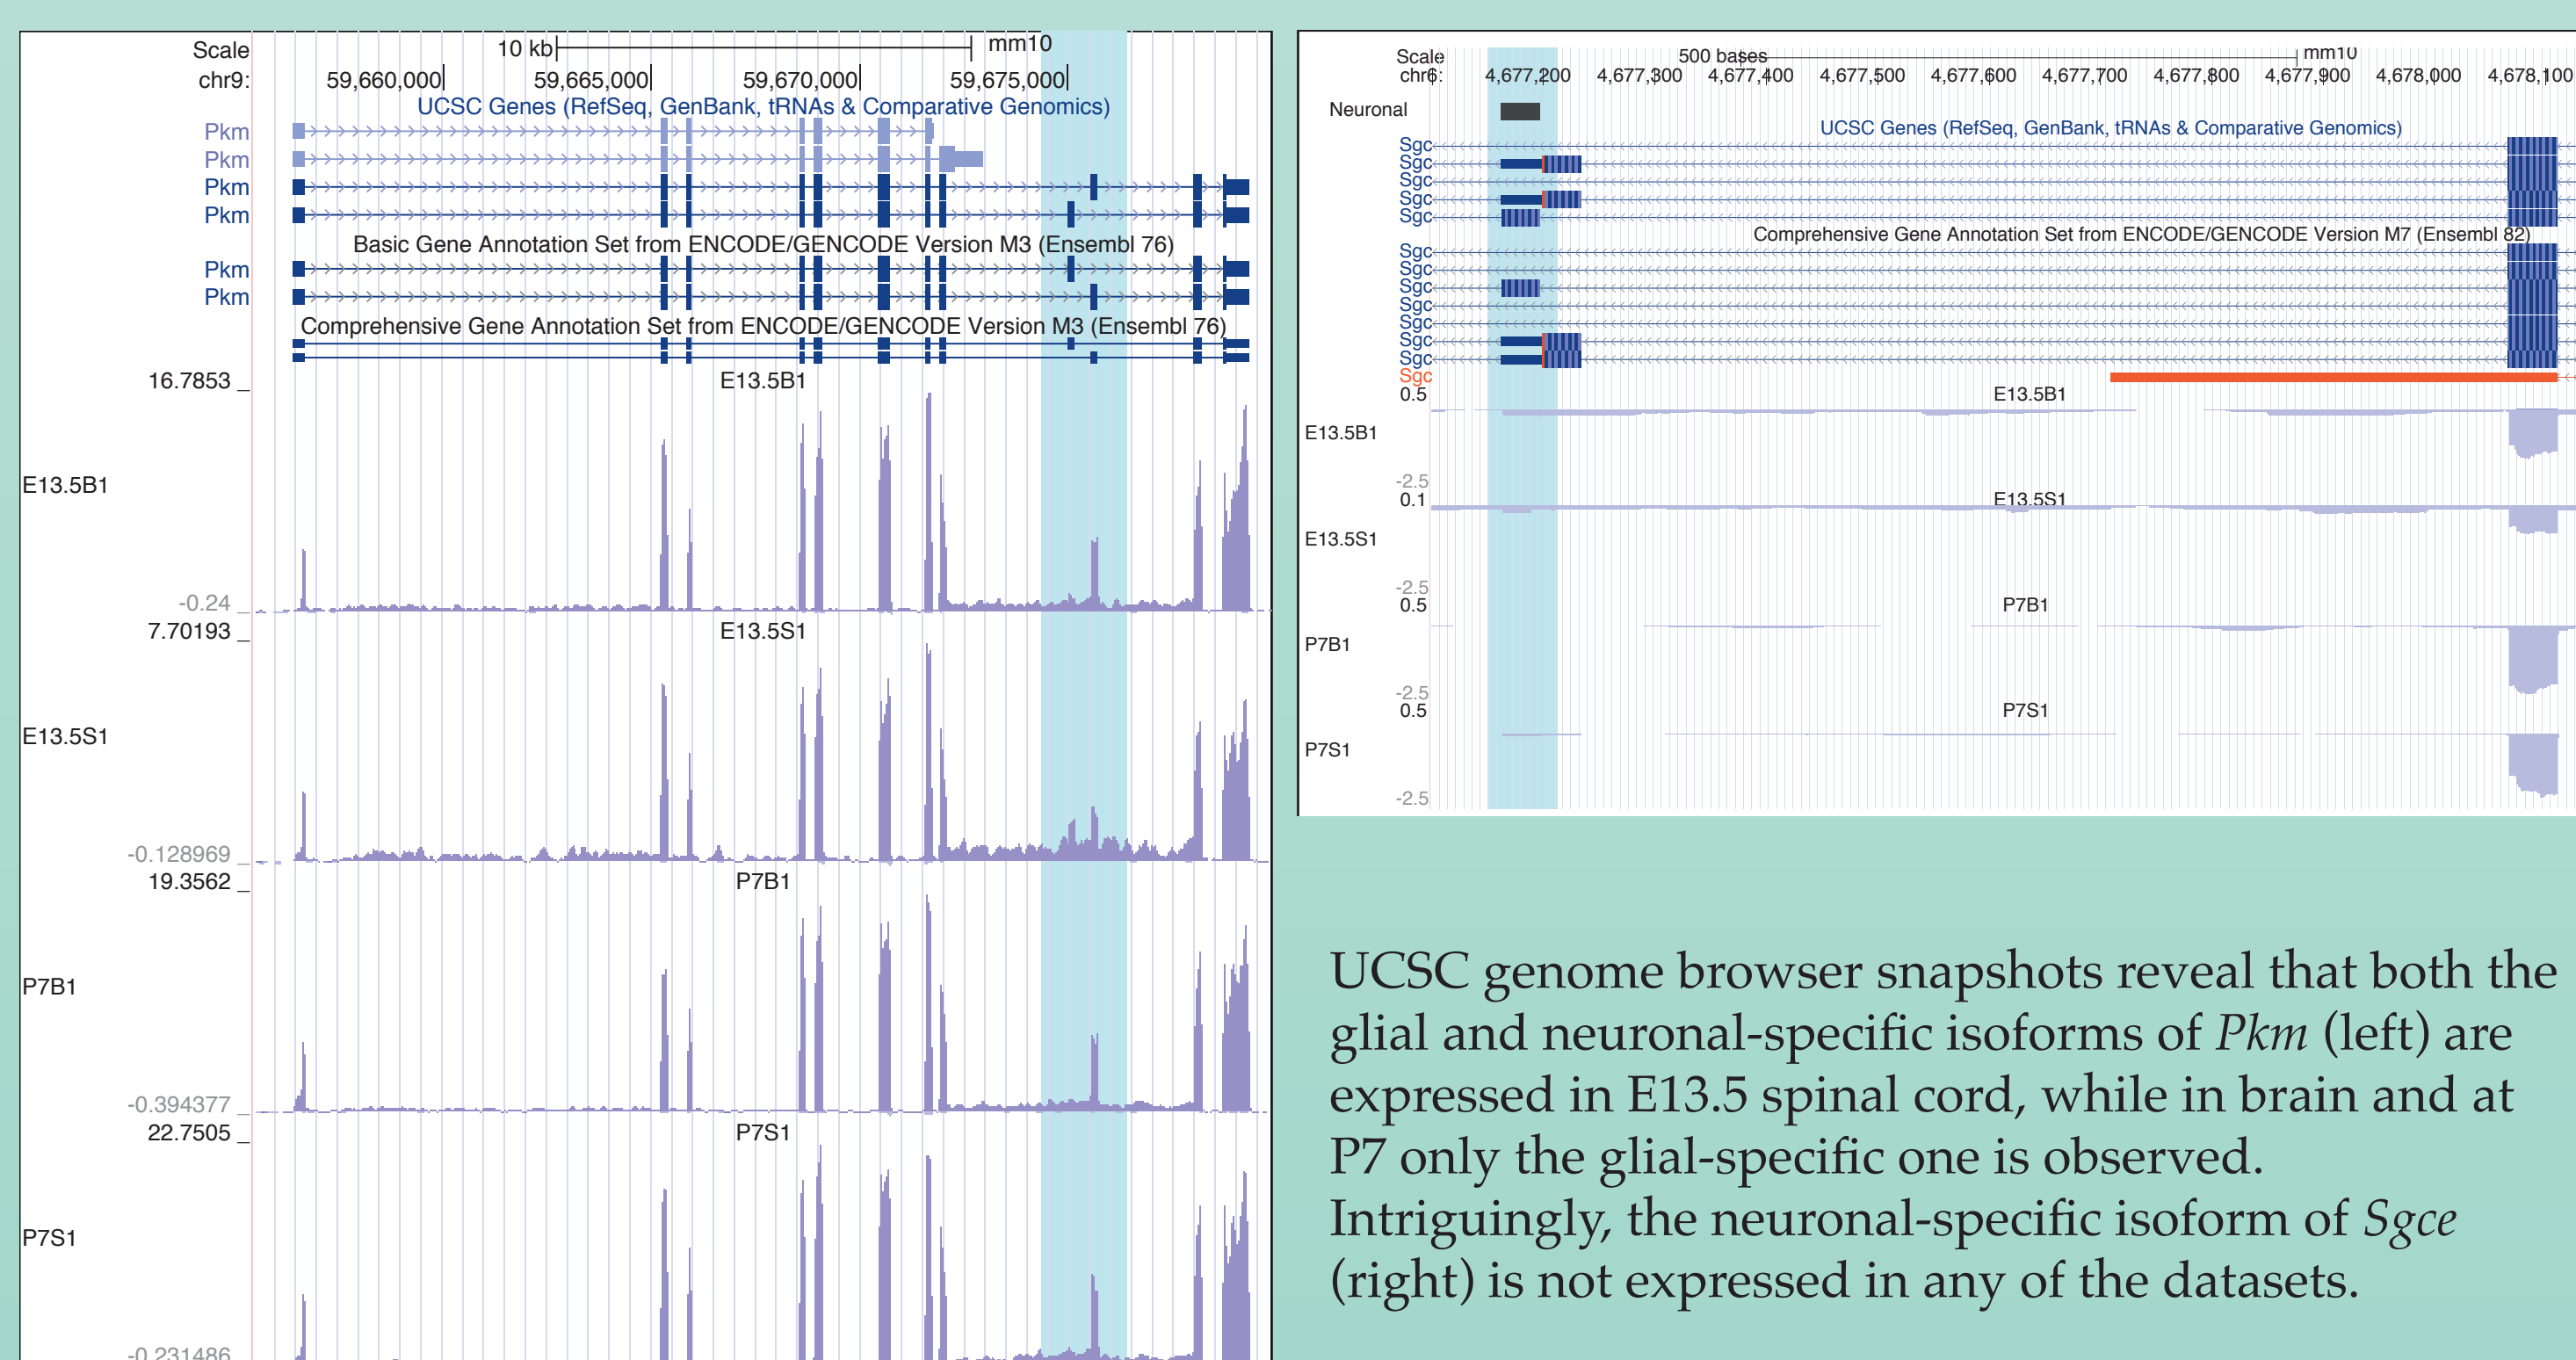 Scale 10 kb mm10
chr9: 59,660,000 59,665,000 59,670,000 59,675,000
UCSC Genes (RefSeq, GenBank, tRNAs & Comparative Genomics)
Pkm
Pkm
Pkm
Pkm
Basic Gene Annotation Set from ENCODE/GENCODE Version M3 (Ensembl 76)
Pkm
Pkm
Comprehensive Gene Annotation Set from ENCODE/GENCODE Version M3 (Ensembl 76)
16.7853 _ E13.5B1
E13.5B1
-0.24 _
7.70193 _ E13.5S1
E13.5S1
-0.128969 _
19.3562 _ P7B1
P7B1
-0.394377 _
22.7505 _ P7S1
P7S1
-0.231486
Scale 500 bases mm10
chr6: 4,677,200 4,677,300 4,677,400 4,677,500 4,677,600 4,677,700 4,677,800 4,677,900 4,678,000 4,678,100
Neuronal
UCSC Genes (RefSeq, GenBank, tRNAs & Comparative Genomics)
Sgc
Sgc
Sgc
Sgc
Sgc
Comprehensive Gene Annotation Set from ENCODE/GENCODE Version M7 (Ensembl 82)
Sgc
Sgc
Sgc
Sgc
Sgc
Sgc
Sgc
Sgc
0.5 E13.5B1
E13.5B1
-2.5
0.1 E13.5S1
E13.5S1
-2.5
0.5 P7B1
P7B1
-2.5
0.5 P7S1
P7S1
-2.5
UCSC genome browser snapshots reveal that both the
glial and neuronal-specific isoforms of Pkm (left) are
expressed in E13.5 spinal cord, while in brain and at
P7 only the glial-specific one is observed.
Intriguingly, the neuronal-specific isoform of Sgce
(right) is not expressed in any of the datasets.